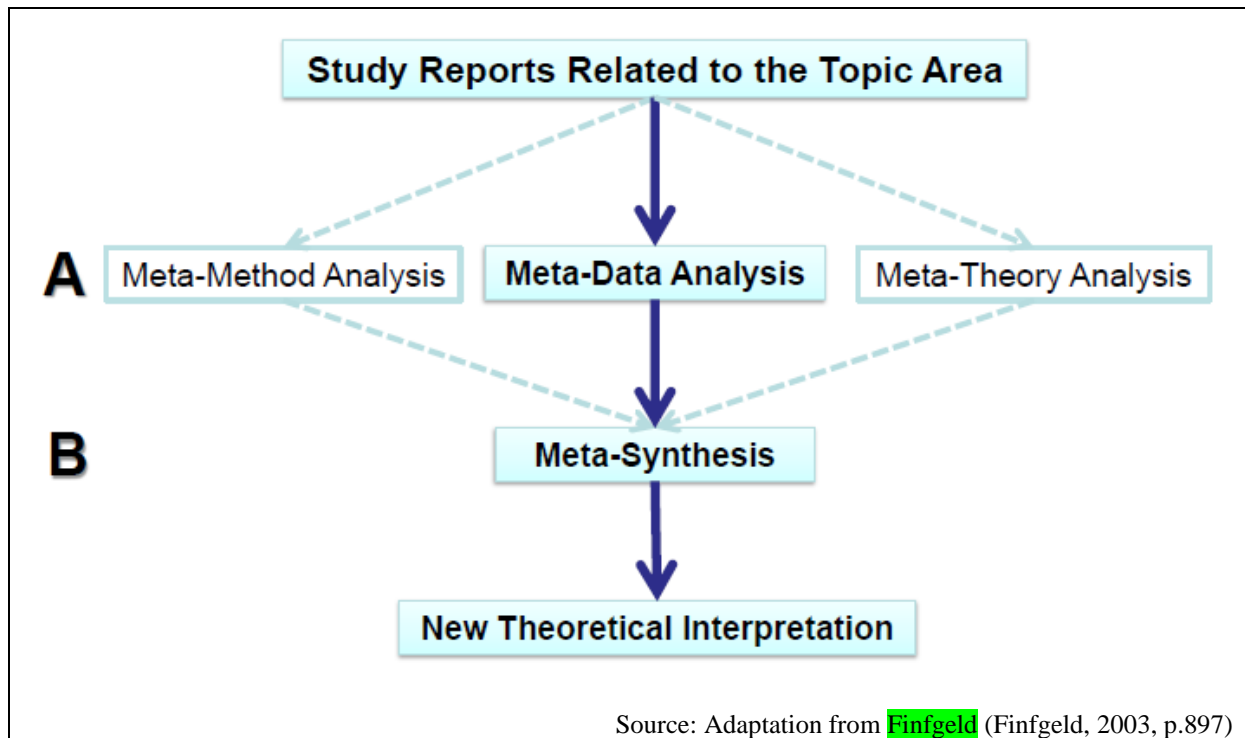 Study Reports Related to the Topic Area
A
Meta-Method Analysis
Meta-Data Analysis
Meta-Theory Analysis
B
Meta-Synthesis
New Theoretical Interpretation
Source: Adaptation from Finfgeld (Finfgeld, 2003, p.897)